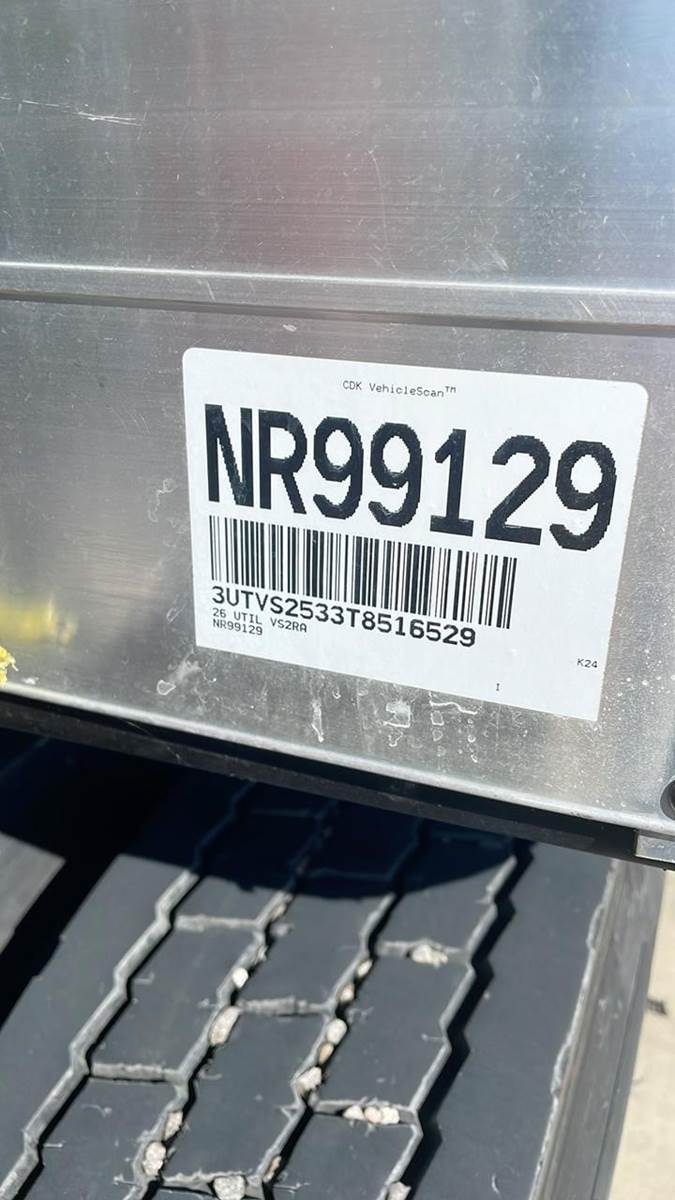 CDK VehicleScan™
NR99129
3UTVS2533T8516529
26 UTIL VS2RA
NR99129
K24
I